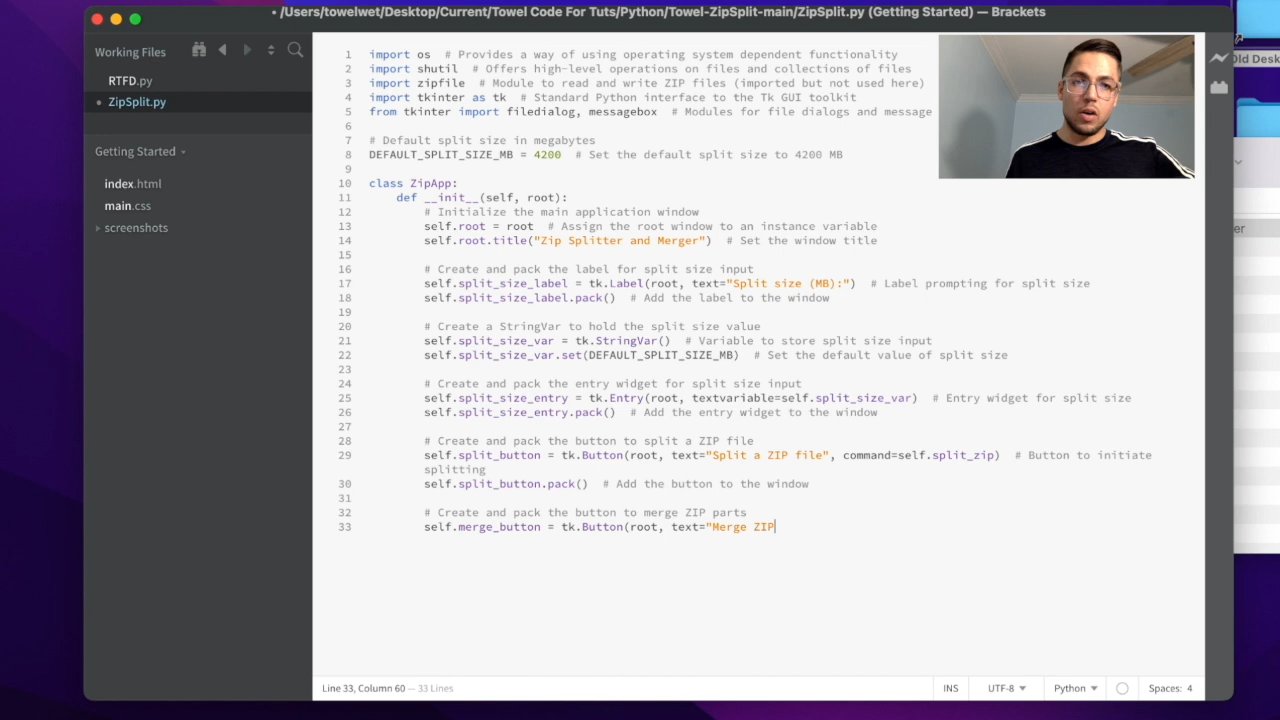 • /Users/towelwet/Desktop/Current/Towel Code For Tuts/Python/Towel-ZipSplit-main/ZipSplit.py (Getting Started) — Brackets
Working Files
RTFD.py
• ZipSplit.py
Getting Started
index.html
main.css
screenshots
1 import os  # Provides a way of using operating system dependent functionality
2 import shutil  # Offers high-level operations on files and collections of files
3 import zipfile  # Module to read and write ZIP files (imported but not used here)
4 import tkinter as tk  # Standard Python interface to the Tk GUI toolkit
5 from tkinter import filedialog, messagebox  # Modules for file dialogs and message
6
7 # Default split size in megabytes
8 DEFAULT_SPLIT_SIZE_MB = 4200  # Set the default split size to 4200 MB
9
10 class ZipApp:
11     def __init__(self, root):
12         # Initialize the main application window
13         self.root = root  # Assign the root window to an instance variable
14         self.root.title("Zip Splitter and Merger")  # Set the window title
15
16         # Create and pack the label for split size input
17         self.split_size_label = tk.Label(root, text="Split size (MB):")  # Label prompting for split size
18         self.split_size_label.pack()  # Add the label to the window
19
20         # Create a StringVar to hold the split size value
21         self.split_size_var = tk.StringVar()  # Variable to store split size input
22         self.split_size_var.set(DEFAULT_SPLIT_SIZE_MB)  # Set the default value of split size
23
24         # Create and pack the entry widget for split size input
25         self.split_size_entry = tk.Entry(root, textvariable=self.split_size_var)  # Entry widget for split size
26         self.split_size_entry.pack()  # Add the entry widget to the window
27
28         # Create and pack the button to split a ZIP file
29         self.split_button = tk.Button(root, text="Split a ZIP file", command=self.split_zip)  # Button to initiate
splitting
30         self.split_button.pack()  # Add the button to the window
31
32         # Create and pack the button to merge ZIP parts
33         self.merge_button = tk.Button(root, text="Merge ZIP
Line 33, Column 60 — 33 Lines
INS
UTF-8
Python
Spaces: 4
Old Desk
er